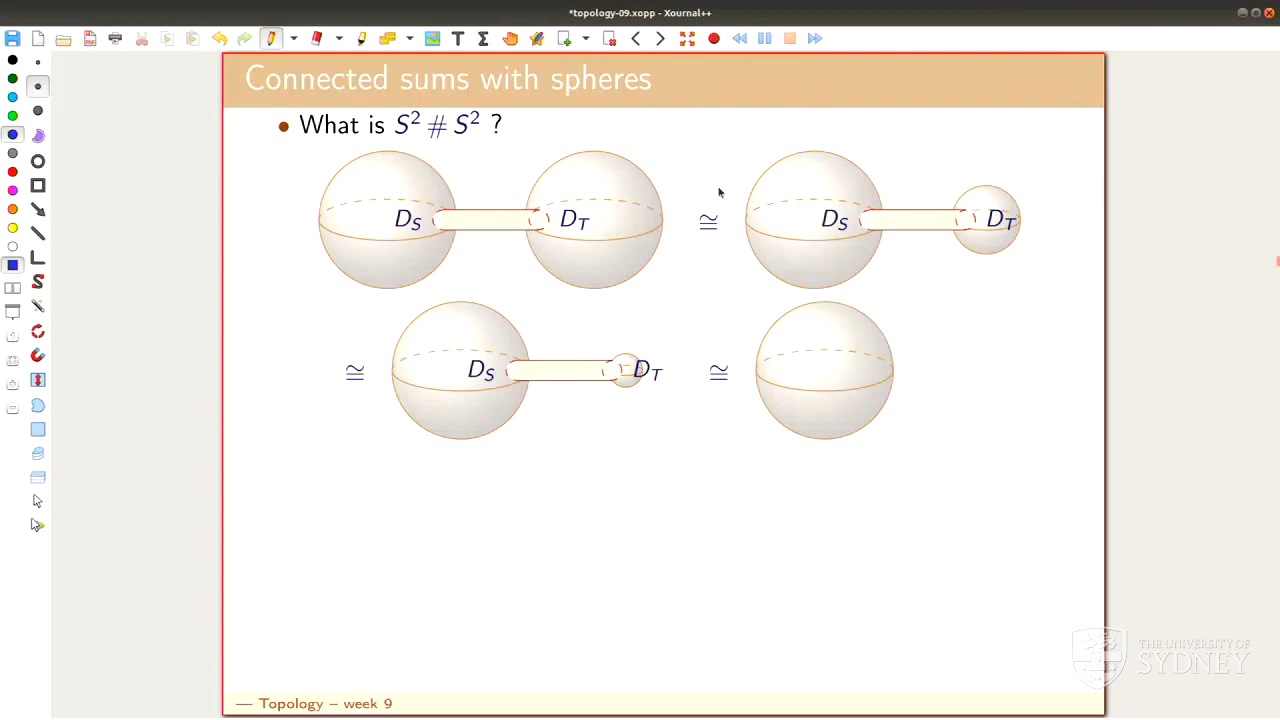 *topology-09.xopp - Xournal++
Connected sums with spheres
• What is S² # S² ?
D_S D_T ≅ D_S D_T
≅ D_S D_T ≅
— Topology – week 9
THE UNIVERSITY OF
SYDNEY